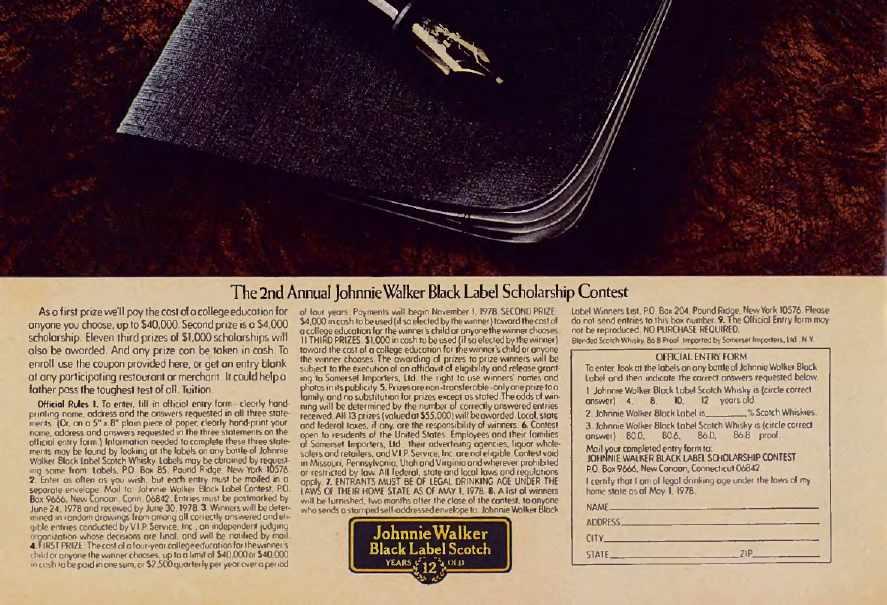 The 2nd Annual Johnnie Walker Black Label Scholarship Contest
As a first prize we'll pay the cost of a college education for
anyone you choose, up to $40,000. Second prize is a $4,000
scholarship. Eleven third prizes of $1,000 scholarships will
also be awarded. And any prize can be taken in cash. To
enroll use the coupon provided here, or get an entry blank
at any participating restaurant or merchant. It could help a
father pass the toughest test of all. Tuition.
Official Rules 1. To enter, fill in official entry form—clearly hand-
printing name, address and the answers requested in all three state-
ments. (Or, on a 5" x 8" plain piece of paper, clearly hand-print your
name, address and answers requested in the three statements on the
official entry form.) Information needed to complete these three state-
ments may be found by looking at the labels on any bottle of Johnnie
Walker Black Label Scotch Whisky. Labels may be obtained by request-
ing same from: Labels, P.O. Box 85, Pound Ridge, New York 10576.
2. Enter as often as you wish, but each entry must be mailed in a
separate envelope. Mail to: Johnnie Walker Black Label Contest, P.O.
Box 9666, New Canaan, Conn. 06842. Entries must be postmarked by
June 24, 1978 and received by June 30, 1978. 3. Winners will be deter-
mined in random drawings from among all correctly answered and eli-
gible entries conducted by V.I.P. Service, Inc., an independent judging
organization whose decisions are final, and will be notified by mail.
4. FIRST PRIZE: The cost of a four-year college education for the winner's
child or anyone the winner chooses, up to a limit of $40,000 or $40,000
in cash to be paid in one sum, or $2,500 quarterly per year over a period
of four years. Payments will begin November 1, 1978. SECOND PRIZE:
$4,000 in cash to be used (if so elected by the winner) toward the cost of
a college education for the winner's child or anyone the winner chooses.
11 THIRD PRIZES: $1,000 in cash to be used (if so elected by the winner)
toward the cost of a college education for the winner's child or anyone
the winner chooses. The awarding of prizes to prize winners will be
subject to the execution of an affidavit of eligibility and release grant-
ing to Somerset Importers, Ltd. the right to use winners' names and
photos in its publicity. 5. Prizes are non-transferable—only one prize to a
family, and no substitution for prizes except as stated. The odds of win-
ning will be determined by the number of correctly answered entries
received. All 13 prizes (valued at $55,000) will be awarded. Local, state,
and federal taxes, if any, are the responsibility of winners. 6. Contest
open to residents of the United States. Employees and their families
of Somerset Importers, Ltd., their advertising agencies, liquor whole-
salers and retailers, and V.I.P. Service, Inc. are not eligible. Contest void
in Missouri, Pennsylvania, Utah and Virginia and wherever prohibited
or restricted by law. All federal, state and local laws and regulations
apply. 7. ENTRANTS MUST BE OF LEGAL DRINKING AGE UNDER THE
LAWS OF THEIR HOME STATE AS OF MAY 1, 1978. 8. A list of winners
will be furnished, two months after the close of the contest, to anyone
who sends a stamped self-addressed envelope to: Johnnie Walker Black
Label Winners List, P.O. Box 204, Pound Ridge, New York 10576. Please
do not send entries to this box number. 9. The Official Entry form may
not be reproduced. NO PURCHASE REQUIRED.
Blended Scotch Whisky, 86.8 Proof. Imported by Somerset Importers, Ltd., N.Y.
OFFICIAL ENTRY FORM
To enter, look at the labels on any bottle of Johnnie Walker Black
Label and then indicate the correct answers requested below.
1. Johnnie Walker Black Label Scotch Whisky is (circle correct
answer) 4, 8, 10, 12 years old.
2. Johnnie Walker Black Label is % Scotch Whiskies.
3. Johnnie Walker Black Label Scotch Whisky is (circle correct
answer) 80.0, 80.6, 86.0, 86.8 proof.
Mail your completed entry form to:
JOHNNIE WALKER BLACK LABEL SCHOLARSHIP CONTEST
P.O. Box 9666, New Canaan, Connecticut 06842
I certify that I am of legal drinking age under the laws of my
home state as of May 1, 1978.
NAME
ADDRESS
CITY
STATE ZIP
Johnnie Walker
Black Label Scotch
YEARS 12 OLD